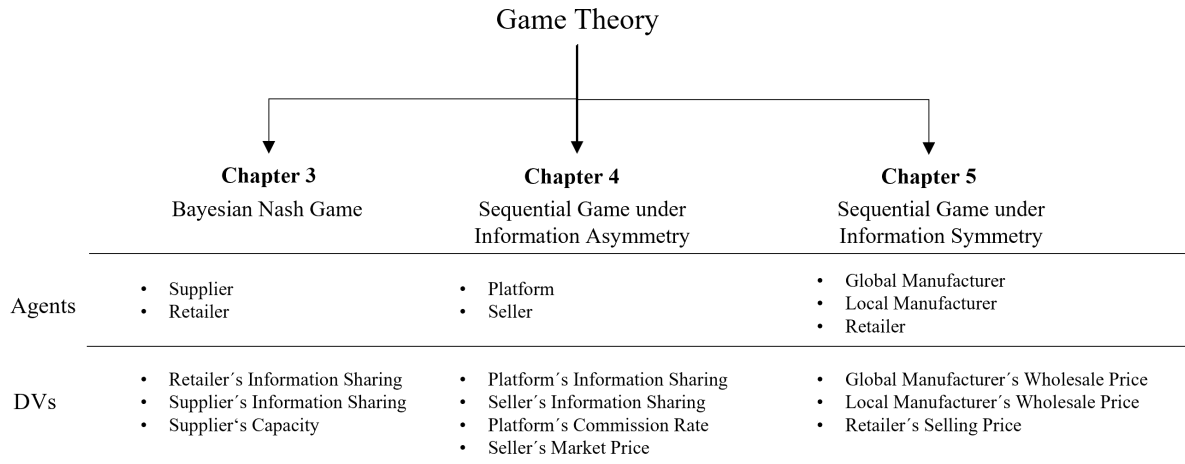 Game Theory
Chapter 3
Bayesian Nash Game
Chapter 4
Sequential Game under
Information Asymmetry
Chapter 5
Sequential Game under
Information Symmetry
Agents
• Supplier
• Retailer
• Platform
• Seller
• Global Manufacturer
• Local Manufacturer
• Retailer
DVs
• Retailer´s Information Sharing
• Supplier´s Information Sharing
• Supplier‘s Capacity
• Platform´s Information Sharing
• Seller´s Information Sharing
• Platform´s Commission Rate
• Seller´s Market Price
• Global Manufacturer´s Wholesale Price
• Local Manufacturer´s Wholesale Price
• Retailer´s Selling Price